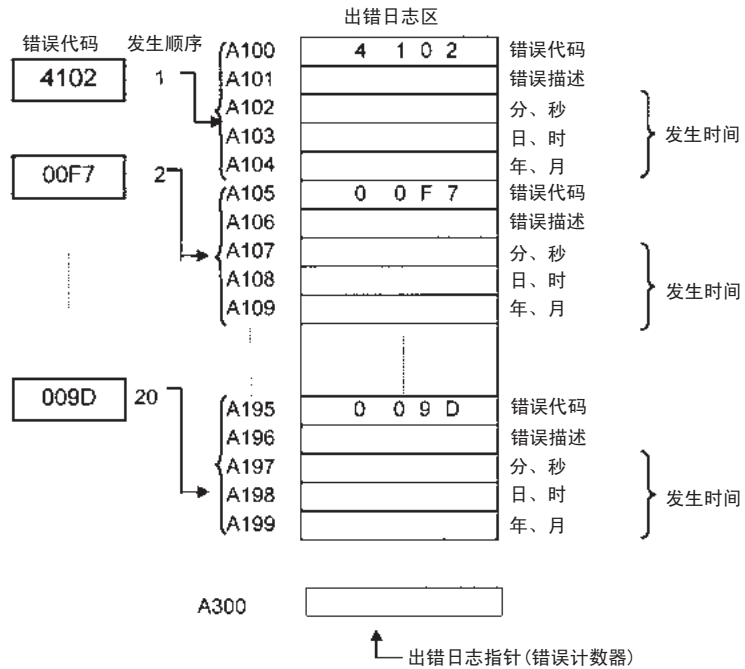 出错日志区
错误代码 发生顺序
A100 4 1 0 2 错误代码
4102 1
A101 错误描述
A102 分、秒
A103 日、时 发生时间
A104 年、月
00F7 2
A105 0 0 F 7 错误代码
A106 错误描述
A107 分、秒
A108 日、时 发生时间
A109 年、月
009D 20
A195 0 0 9 D 错误代码
A196 错误描述
A197 分、秒
A198 日、时 发生时间
A199 年、月
A300
出错日志指针(错误计数器)